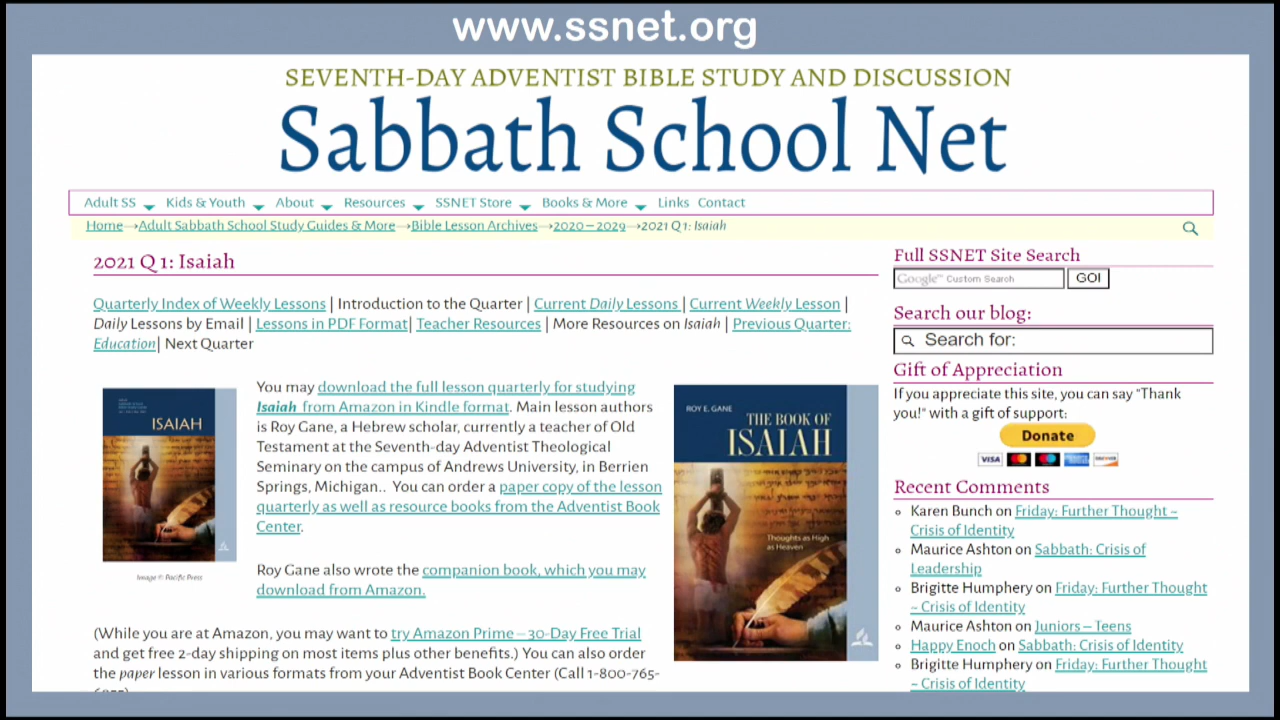 www.ssnet.org
SEVENTH-DAY ADVENTIST BIBLE STUDY AND DISCUSSION
Sabbath School Net
Adult SS Kids & Youth About Resources SSNET Store Books & More Links Contact
Home →Adult Sabbath School Study Guides & More →Bible Lesson Archives →2020 – 2029 →2021 Q 1: Isaiah
2021 Q 1: Isaiah
Quarterly Index of Weekly Lessons | Introduction to the Quarter | Current Daily Lessons | Current Weekly Lesson |
Daily Lessons by Email | Lessons in PDF Format| Teacher Resources | More Resources on Isaiah | Previous Quarter:
Education| Next Quarter
ISAIAH
Image © Pacific Press
You may download the full lesson quarterly for studying
Isaiah from Amazon in Kindle format. Main lesson authors
is Roy Gane, a Hebrew scholar, currently a teacher of Old
Testament at the Seventh-day Adventist Theological
Seminary on the campus of Andrews University, in Berrien
Springs, Michigan.. You can order a paper copy of the lesson
quarterly as well as resource books from the Adventist Book
Center.
Roy Gane also wrote the companion book, which you may
download from Amazon.
ROY E. GANE
THE BOOK OF
ISAIAH
Thoughts as High
as Heaven
(While you are at Amazon, you may want to try Amazon Prime – 30-Day Free Trial
and get free 2-day shipping on most items plus other benefits.) You can also order
the paper lesson in various formats from your Adventist Book Center (Call 1-800-765-
Full SSNET Site Search
Google™ Custom Search GO!
Search our blog:
Search for:
Gift of Appreciation
If you appreciate this site, you can say "Thank
you!" with a gift of support:
Donate
VISA
Recent Comments
Karen Bunch on Friday: Further Thought ~
Crisis of Identity
Maurice Ashton on Sabbath: Crisis of
Leadership
Brigitte Humphery on Friday: Further Thought
~ Crisis of Identity
Maurice Ashton on Juniors – Teens
Happy Enoch on Sabbath: Crisis of Identity
Brigitte Humphery on Friday: Further Thought
~ Crisis of Identity